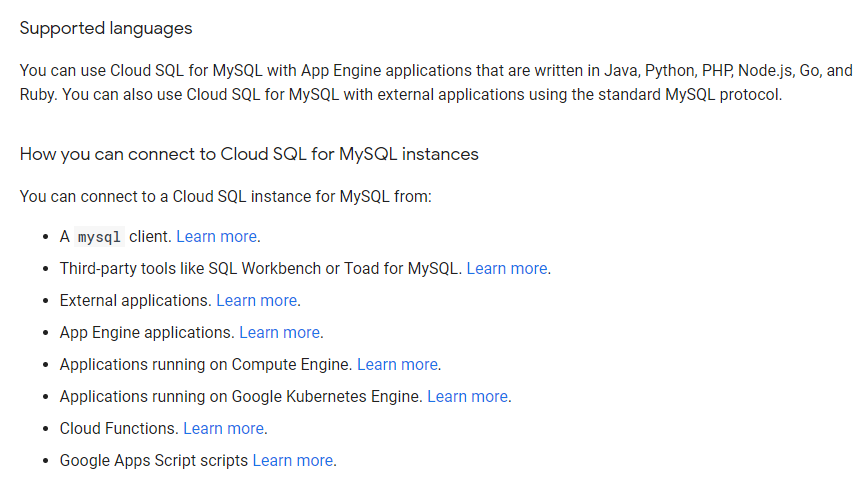 Supported languages
You can use Cloud SQL for MySQL with App Engine applications that are written in Java, Python, PHP, Node.js, Go, and
Ruby. You can also use Cloud SQL for MySQL with external applications using the standard MySQL protocol.
How you can connect to Cloud SQL for MySQL instances
You can connect to a Cloud SQL instance for MySQL from:
• A mysql client. Learn more.
• Third-party tools like SQL Workbench or Toad for MySQL. Learn more.
• External applications. Learn more.
• App Engine applications. Learn more.
• Applications running on Compute Engine. Learn more.
• Applications running on Google Kubernetes Engine. Learn more.
• Cloud Functions. Learn more.
• Google Apps Script scripts Learn more.